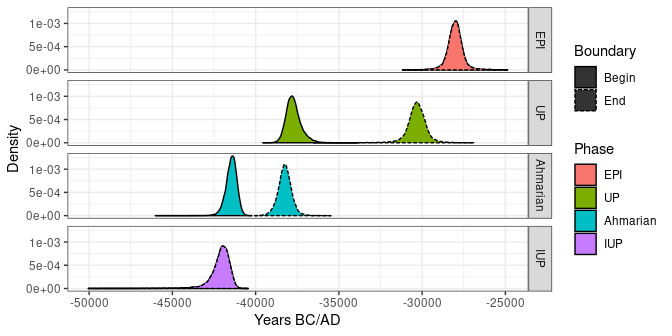 Density
1e-03
5e-04
0e+00
EPI
1e-03
5e-04
0e+00
UP
1e-03
5e-04
0e+00
Ahmarian
1e-03
5e-04
0e+00
IUP
-50000 -45000 -40000 -35000 -30000 -25000
Years BC/AD
Boundary
Begin
End
Phase
EPI
UP
Ahmarian
IUP